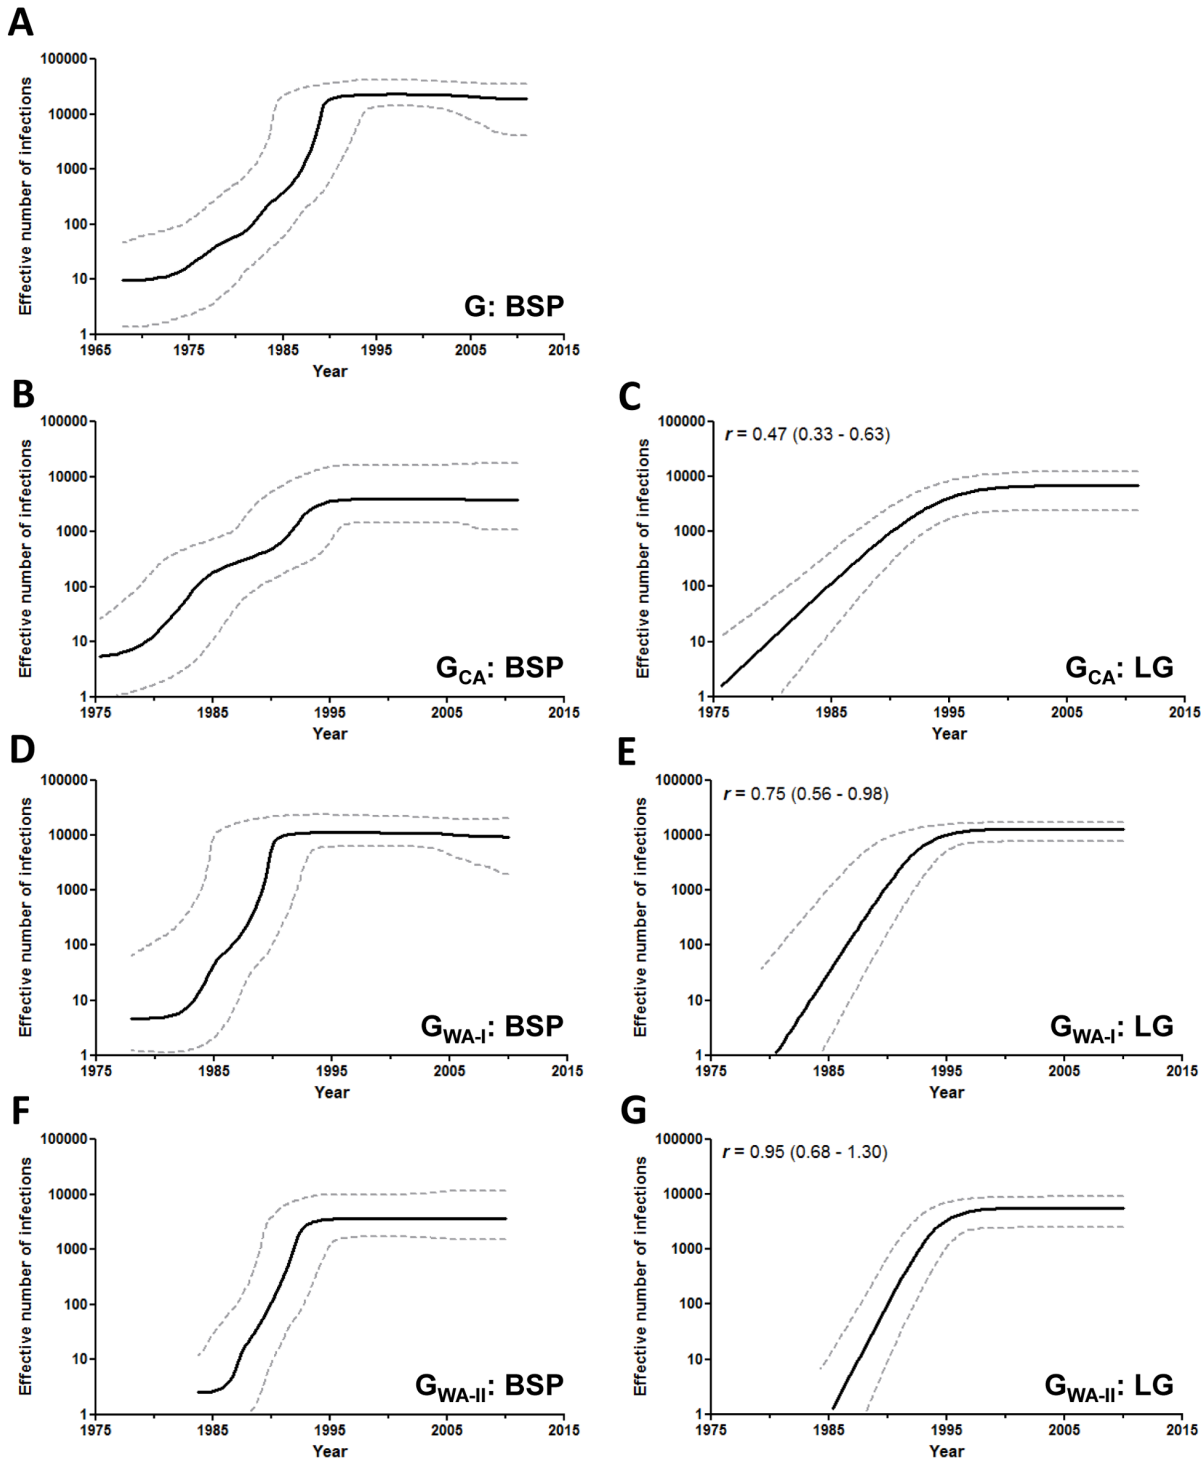 A
Effective number of infections
100000
10000
1000
100
10
1
1965 1975 1985 1995 2005 2015
Year
G: BSP
B
Effective number of infections
100000
10000
1000
100
10
1
1975 1985 1995 2005 2015
Year
GCA: BSP
C
Effective number of infections
100000
10000
1000
100
10
1
r = 0.47 (0.33 - 0.63)
1975 1985 1995 2005 2015
Year
GCA: LG
D
Effective number of infections
100000
10000
1000
100
10
1
1975 1985 1995 2005 2015
Year
GWA-I: BSP
E
Effective number of infections
100000
10000
1000
100
10
1
r = 0.75 (0.56 - 0.98)
1975 1985 1995 2005 2015
Year
GWA-I: LG
F
Effective number of infections
100000
10000
1000
100
10
1
1975 1985 1995 2005 2015
Year
GWA-II: BSP
G
Effective number of infections
100000
10000
1000
100
10
1
r = 0.95 (0.68 - 1.30)
1975 1985 1995 2005 2015
Year
GWA-II: LG